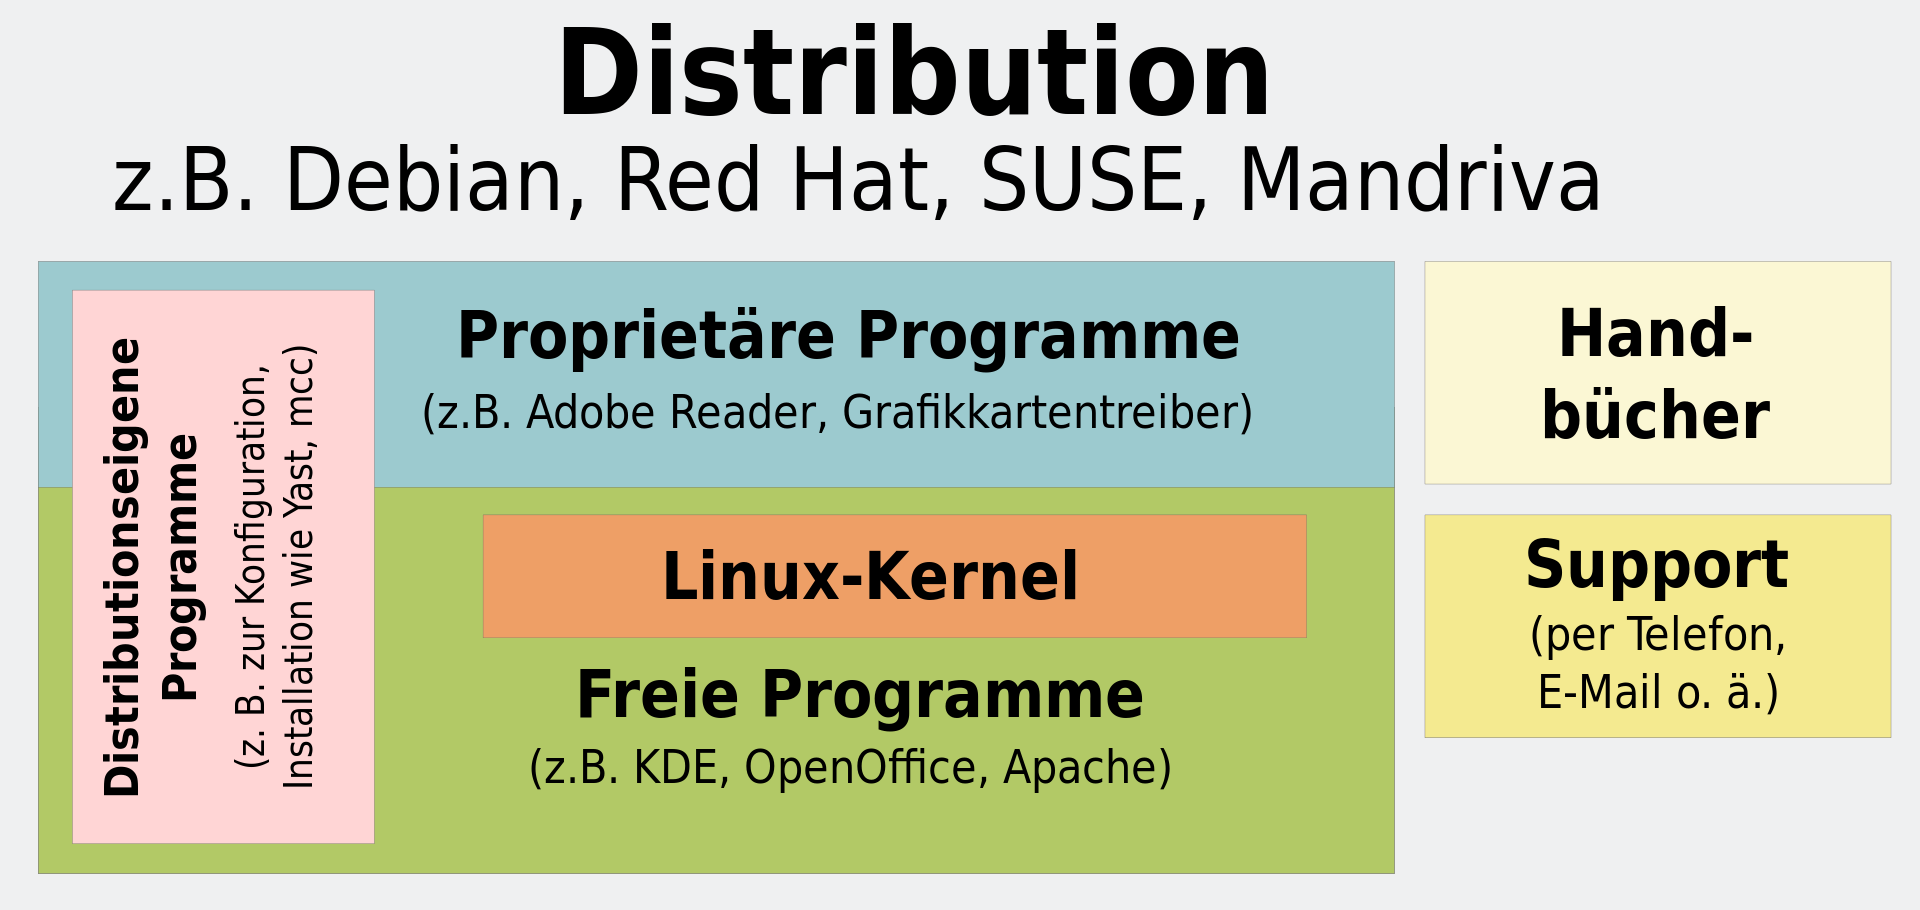 Distribution
z.B. Debian, Red Hat, SUSE, Mandriva
Distributionseigene
Programme
(z. B. zur Konfiguration,
Installation wie Yast, mcc)
Proprietäre Programme
(z.B. Adobe Reader, Grafikkartentreiber)
Linux-Kernel
Freie Programme
(z.B. KDE, OpenOffice, Apache)
Hand-
bücher
Support
(per Telefon,
E-Mail o. ä.)